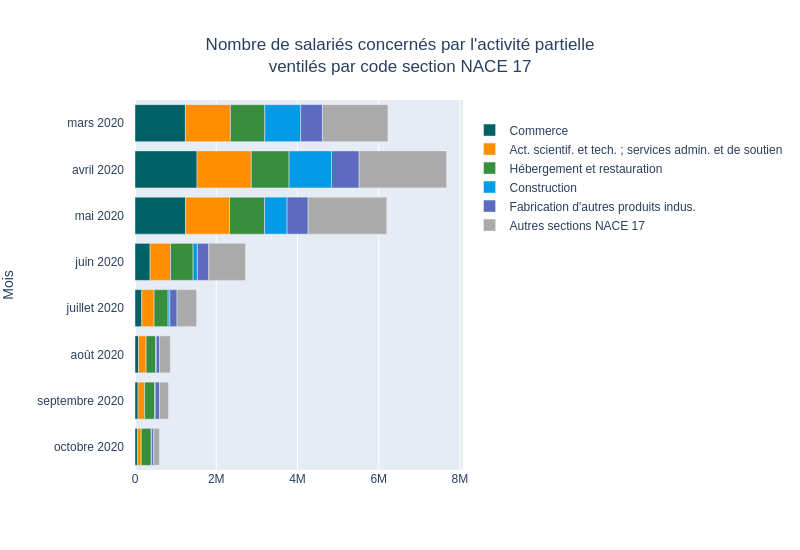 Nombre de salariés concernés par l'activité partielle
ventilés par code section NACE 17
Mois
mars 2020
avril 2020
mai 2020
juin 2020
juillet 2020
août 2020
septembre 2020
octobre 2020
0
2M
4M
6M
8M
Commerce
Act. scientif. et tech. ; services admin. et de soutien
Hébergement et restauration
Construction
Fabrication d'autres produits indus.
Autres sections NACE 17